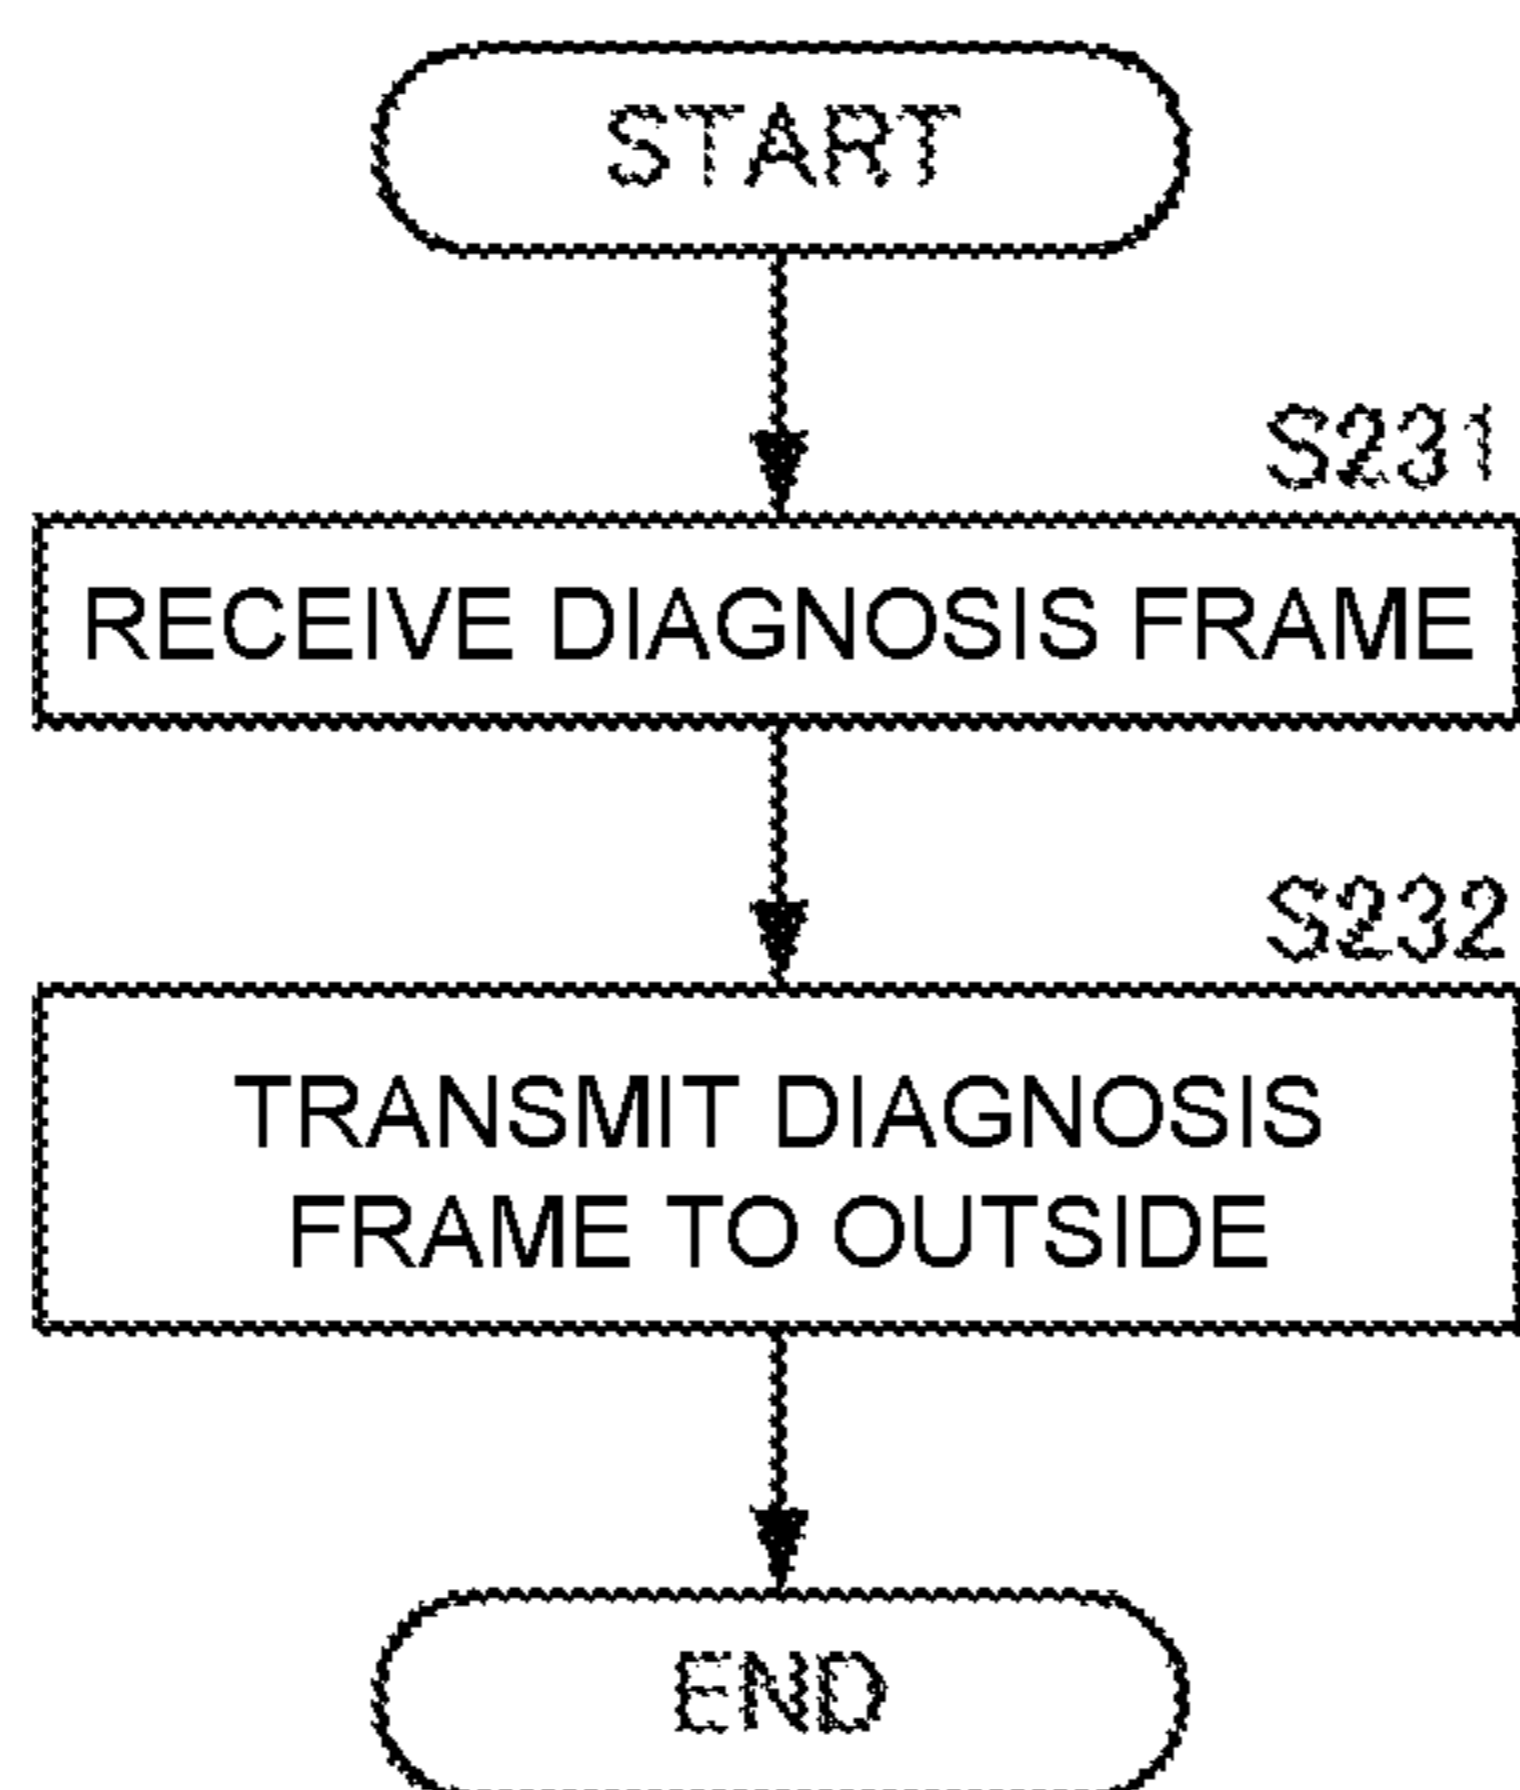 START
S231
RECEIVE DIAGNOSIS FRAME
S232
TRANSMIT DIAGNOSIS
FRAME TO OUTSIDE
END